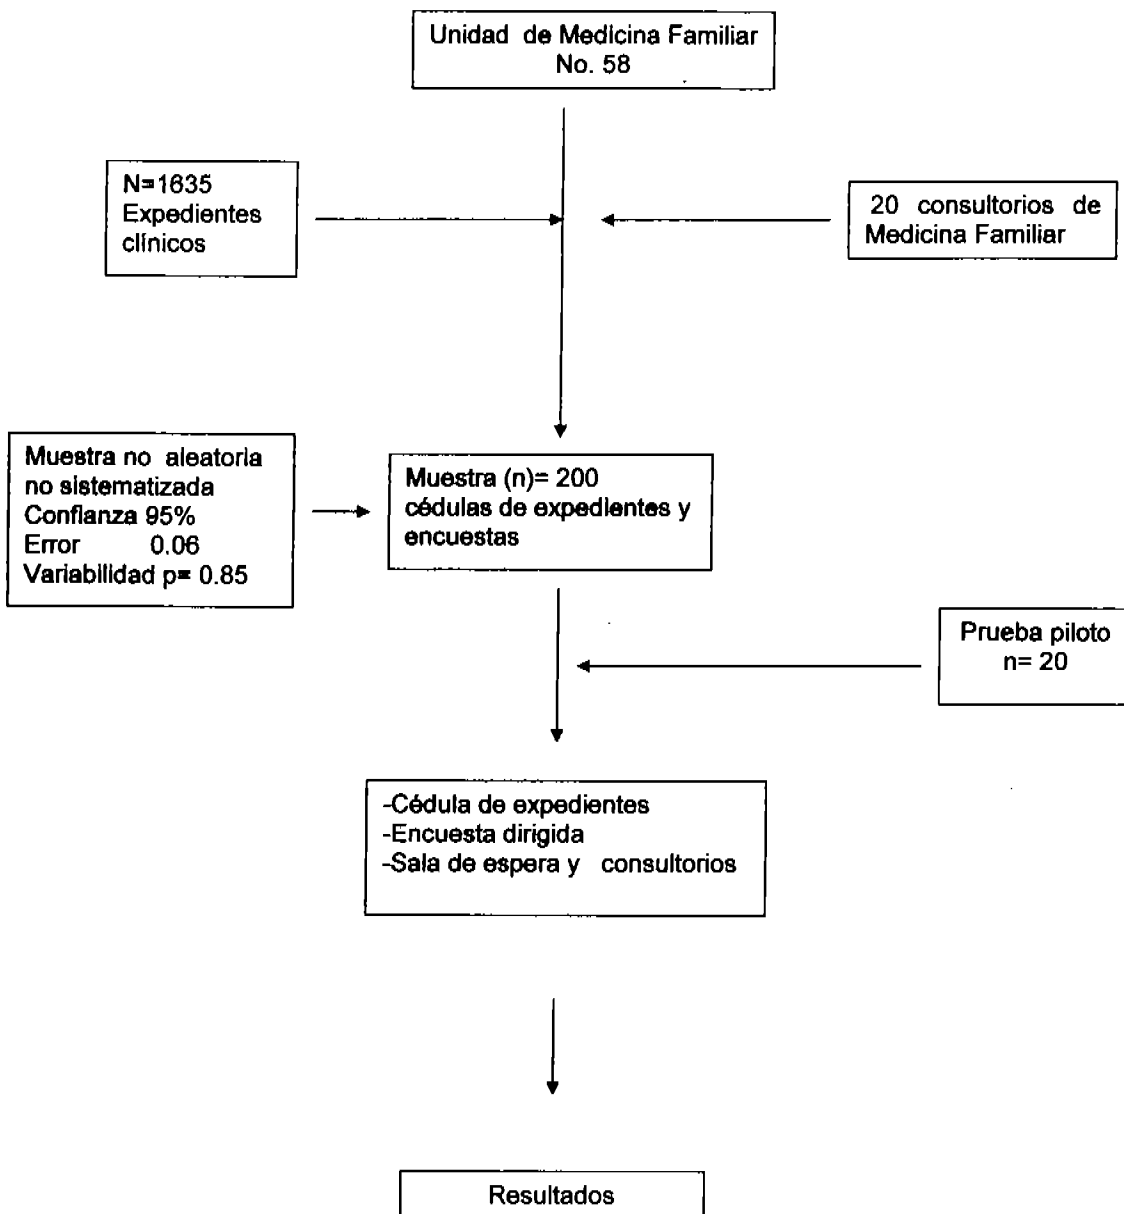 Unidad de Medicina Familiar
No. 58
N=1635
Expedientes
clínicos
20 consultorios de
Medicina Familiar
Muestra no aleatoria
no sistematizada
Confianza 95%
Error 0.06
Variabilidad p= 0.85
Muestra (n)= 200
cédulas de expedientes y
encuestas
Prueba piloto
n= 20
-Cédula de expedientes
-Encuesta dirigida
-Sala de espera y consultorios
Resultados